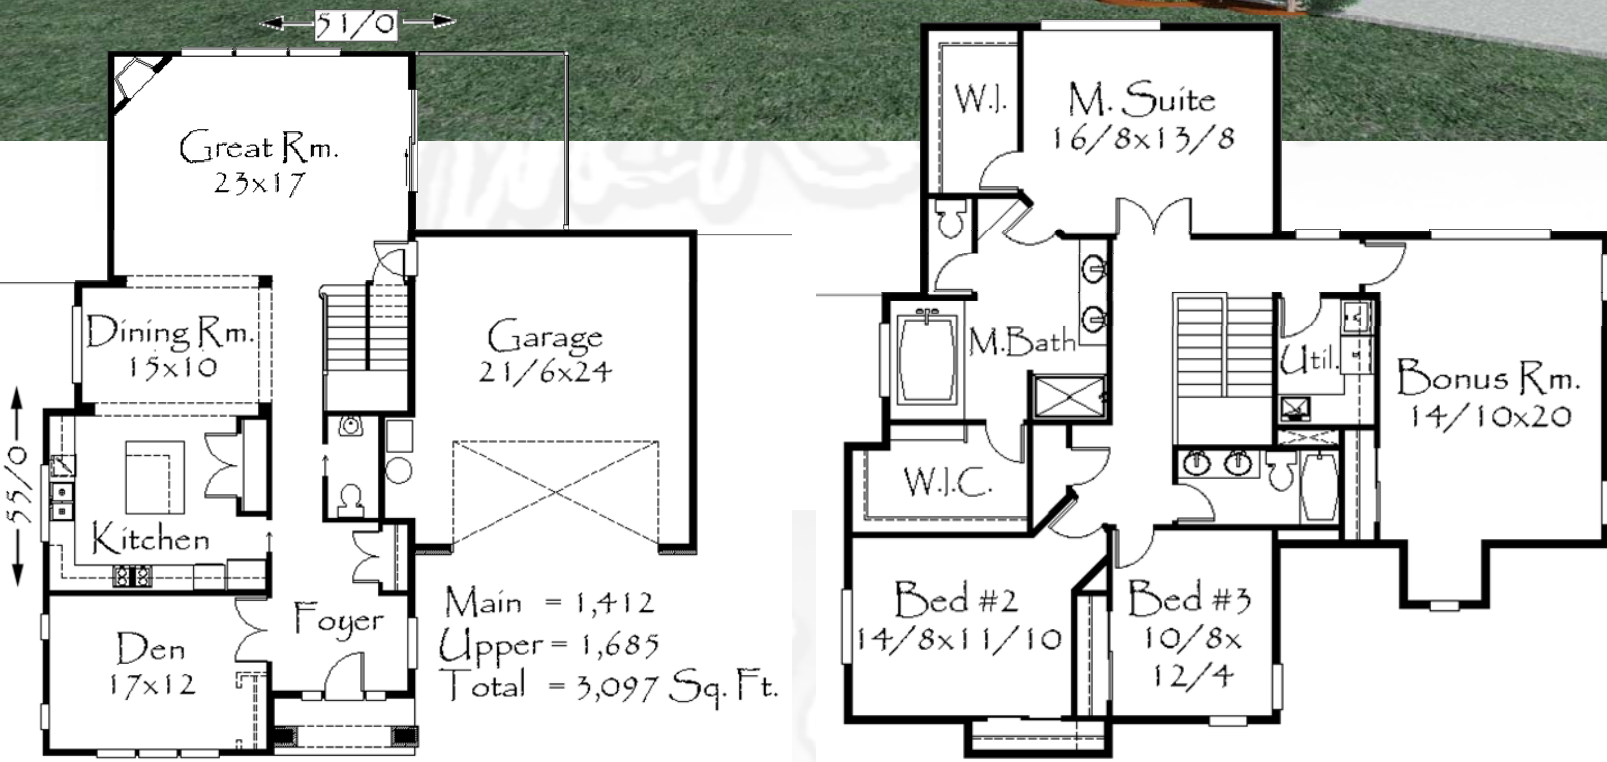 51/0
Great Rm.
23x17
Dining Rm.
15x10
Garage
21/6x24
55/0
Kitchen
Foyer
Den
17x12
Main = 1,412
Upper = 1,685
Total = 3,097 Sq. Ft.
W.I.
M. Suite
16/8x13/8
M.Bath
Util.
Bonus Rm.
14/10x20
W.I.C.
Bed #2
14/8x11/10
Bed #3
10/8x
12/4